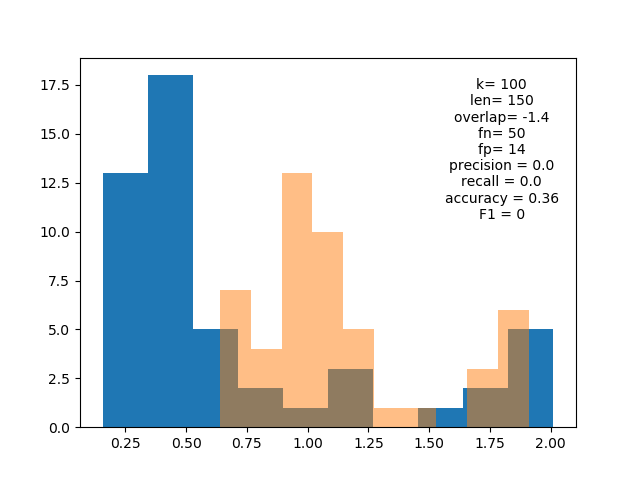 17.5
15.0
12.5
10.0
7.5
5.0
2.5
0.0
0.25 0.50 0.75 1.00 1.25 1.50 1.75 2.00
k= 100
len= 150
overlap= -1.4
fn= 50
fp= 14
precision = 0.0
recall = 0.0
accuracy = 0.36
F1 = 0